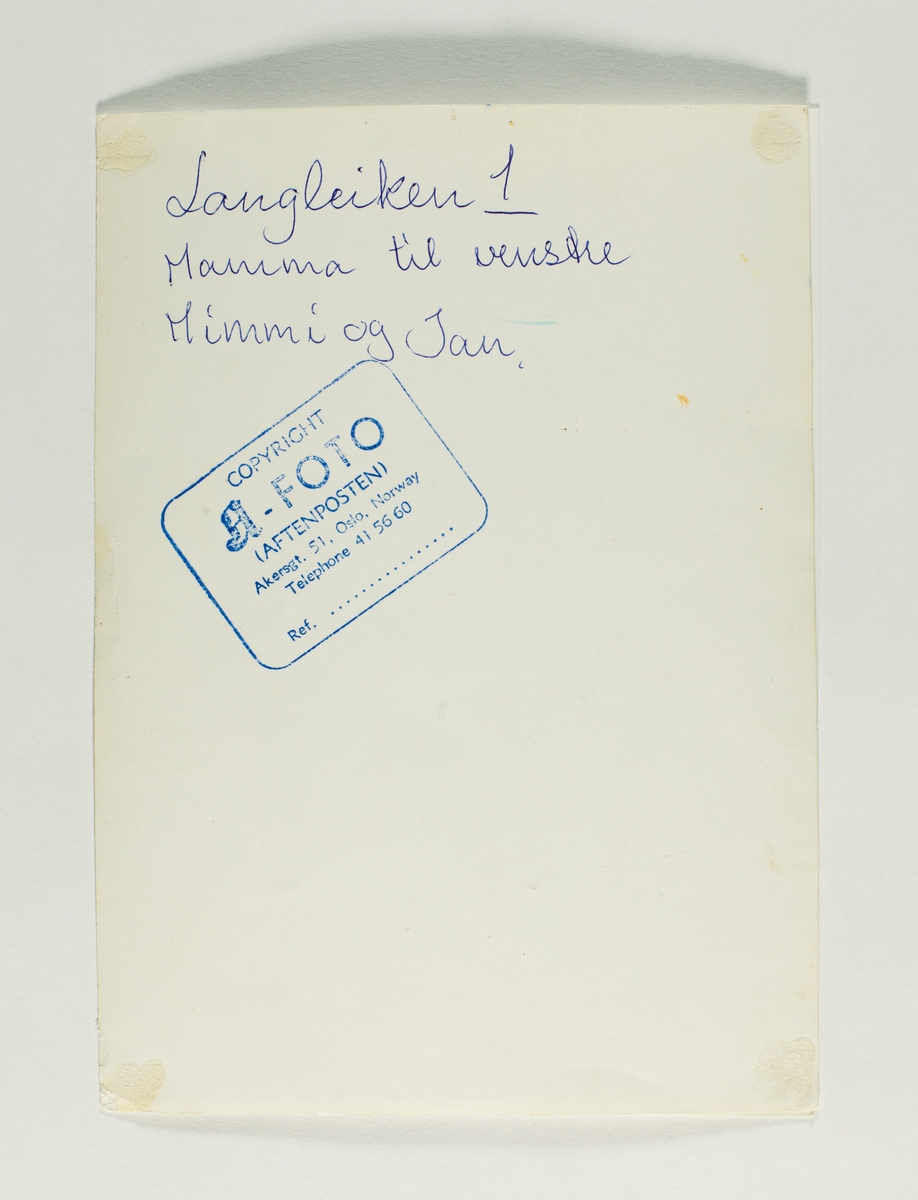 Langleiken 1
Mamma til venstre
Mimmi og Jan.
COPYRIGHT
A-FOTO
(AFTENPOSTEN)
Akersgt. 51, Oslo, Norway
Telephone 41 56 60
Ref. ................